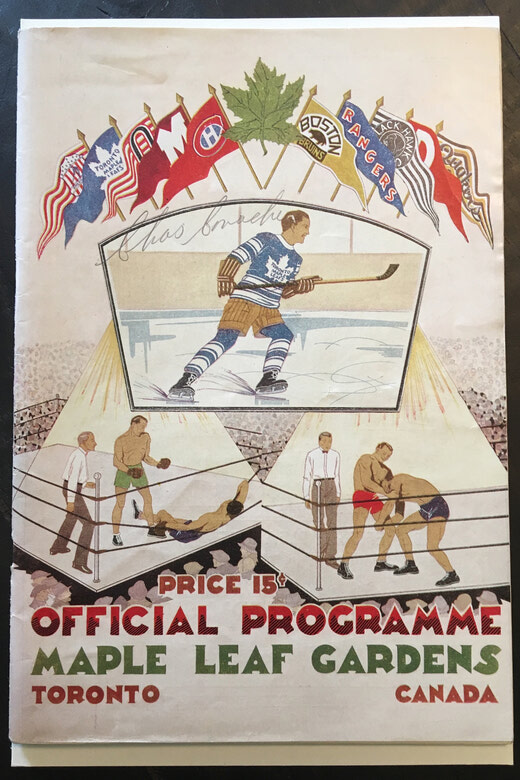 TORONTO
MAPLE
LEAFS
M
BOSTON
BRUINS
RANGERS
BLACK HAWKS
Chas Conacher
PRICE 15¢
OFFICIAL PROGRAMME
MAPLE LEAF GARDENS
TORONTO CANADA